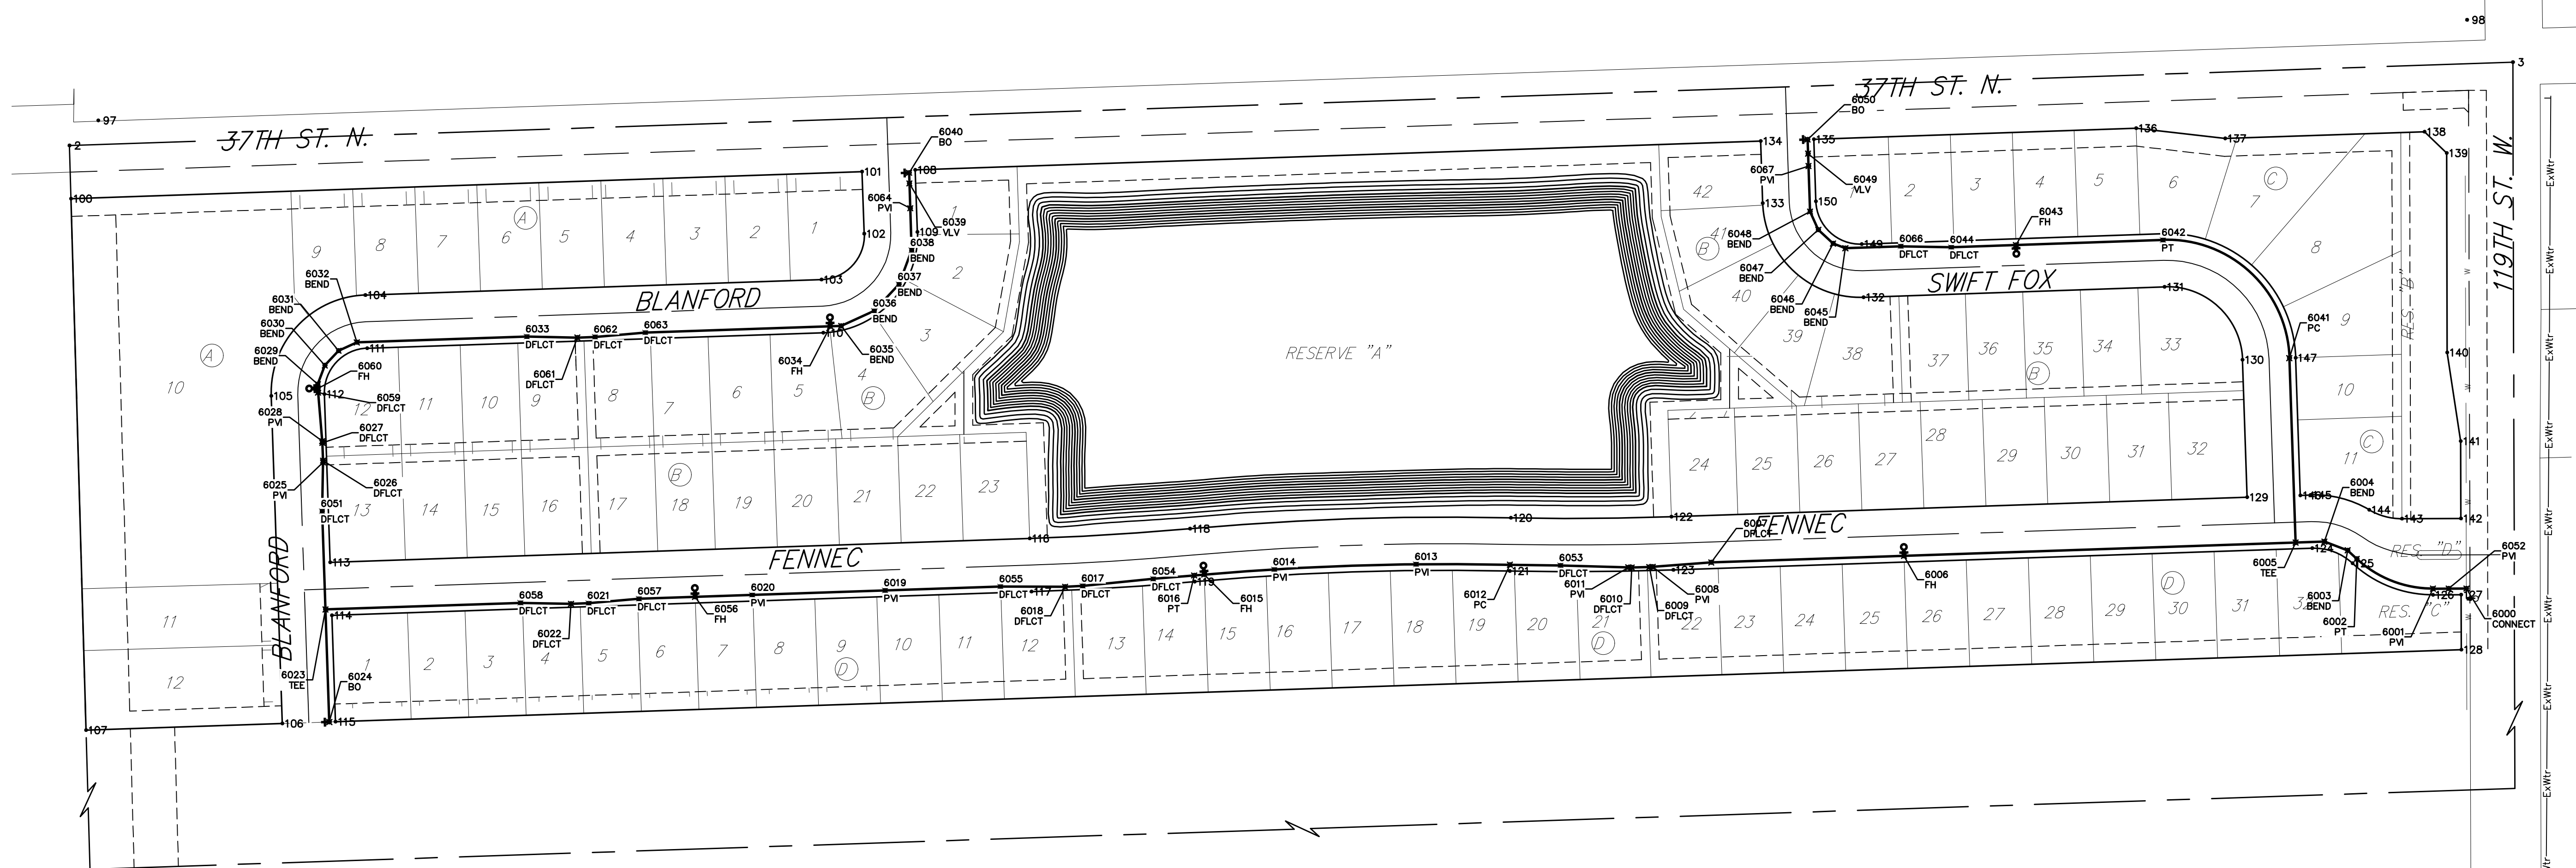 98
3
37TH ST. N.
97
2
37TH ST. N.
6050
BO
6040
BO
134
135
136
137
138
139
101
108
100
6067
PVI
6049
VLV
42
1
2
3
4
5
6
7
C
119TH ST. W.
ExWtr
133
150
6064
PVI
6039
VLV
1
109
A
9
8
7
6
5
4
3
2
1
102
6038
BEND
41
B
6048
BEND
149
6066
DFLCT
6044
DFLCT
6043
FH
6042
PT
8
RES. "B"
ExWtr
2
6032
BEND
103
104
BLANFORD
6037
BEND
6047
BEND
40
6046
BEND
132
SWIFT FOX
131
6031
BEND
6030
BEND
6045
BEND
6036
BEND
6041
PC
9
6033
DFLCT
6062
DFLCT
6063
DFLCT
110
3
39
38
37
36
35
34
33
RESERVE "A"
140
130
147
A
6029
BEND
111
6035
BEND
6034
FH
6060
FH
6061
DFLCT
B
10
10
105
112
6059
DFLCT
12
11
10
9
8
7
6
5
4
B
ExWtr
6028
PVI
6027
DFLCT
28
C
141
11
6025
PVI
6026
DFLCT
B
24
25
26
27
29
30
31
32
6004
BEND
6051
DFLCT
13
14
15
16
17
18
19
20
21
22
23
129
145
144
143
142
118
120
122
FENNEC
6007
DFLCT
BLANFORD
113
FENNEC
116
124
RES. "D"
6052
PVI
125
6054
DFLCT
6014
PVI
6013
PVI
6053
DFLCT
123
6005
TEE
6006
FH
D
6058
DFLCT
6021
DFLCT
6057
DFLCT
6020
PVI
6019
PVI
6055
DFLCT
117
6017
DFLCT
6016
PT
119
6015
FH
121
6012
PC
6011
PVI
6010
DFLCT
6009
DFLCT
6008
PVI
6003
BEND
126
127
6002
PT
6001
PVI
RES. "C"
6000
CONNECT
6056
FH
6018
DFLCT
114
6022
DFLCT
11
12
6023
TEE
6024
BO
1
2
3
4
5
6
7
8
9
10
11
12
13
14
15
16
17
18
19
20
21
22
23
24
25
26
27
28
29
30
31
32
D
D
128
106
115
107
ExWtr
ExWtr
ExWtr